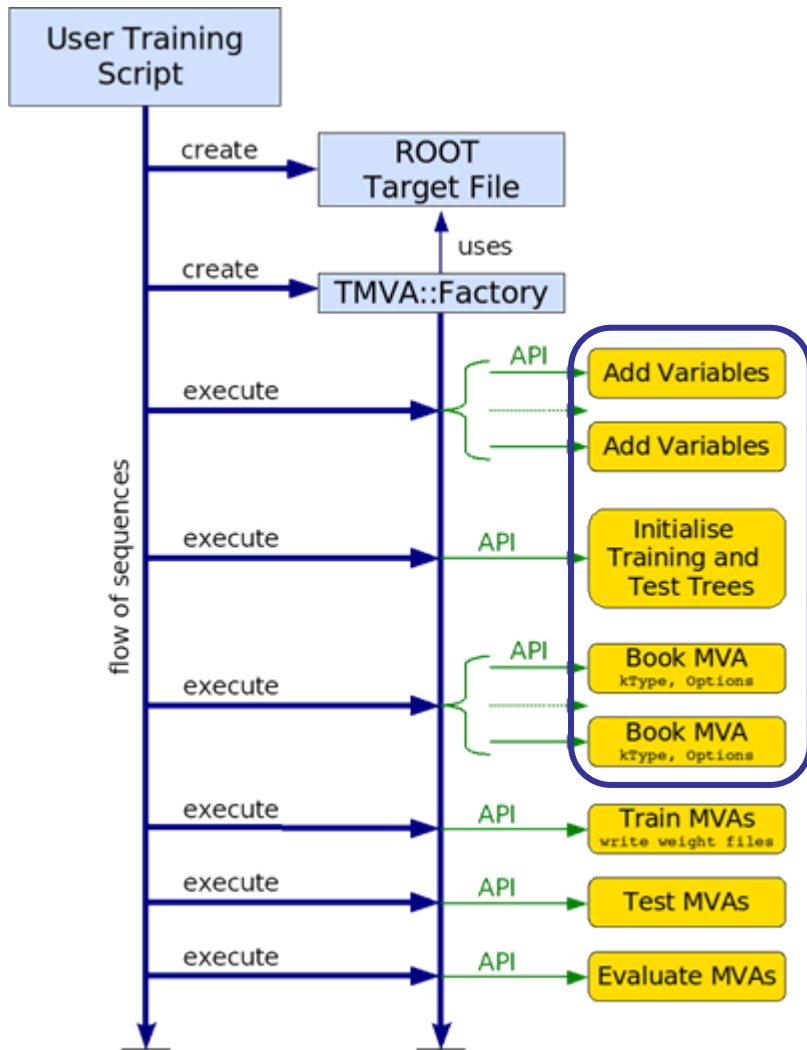 User Training
Script
create
ROOT
Target File
uses
create
TMVA::Factory
API
Add Variables
execute
Add Variables
flow of sequences
execute
API
Initialise
Training and
Test Trees
API
Book MVA
kType, Options
execute
Book MVA
kType, Options
execute
API
Train MVAs
write weight files
execute
API
Test MVAs
execute
API
Evaluate MVAs